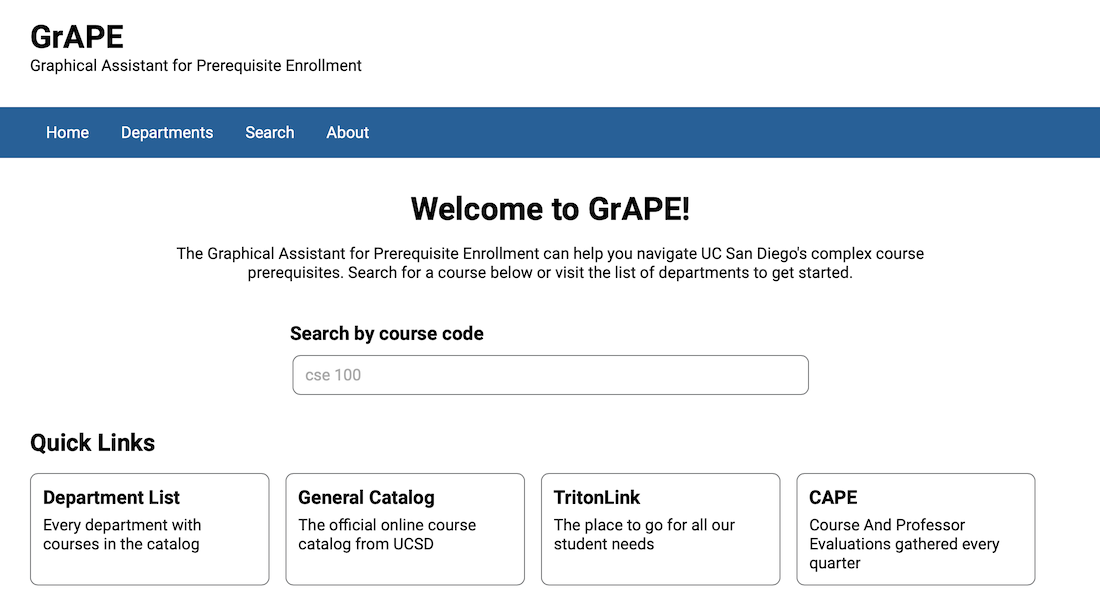 GrAPE
Graphical Assistant for Prerequisite Enrollment
Home Departments Search About
Welcome to GrAPE!
The Graphical Assistant for Prerequisite Enrollment can help you navigate UC San Diego's complex course
prerequisites. Search for a course below or visit the list of departments to get started.
Search by course code
cse 100
Quick Links
Department List
Every department with
courses in the catalog
General Catalog
The official online course
catalog from UCSD
TritonLink
The place to go for all our
student needs
CAPE
Course And Professor
Evaluations gathered every
quarter